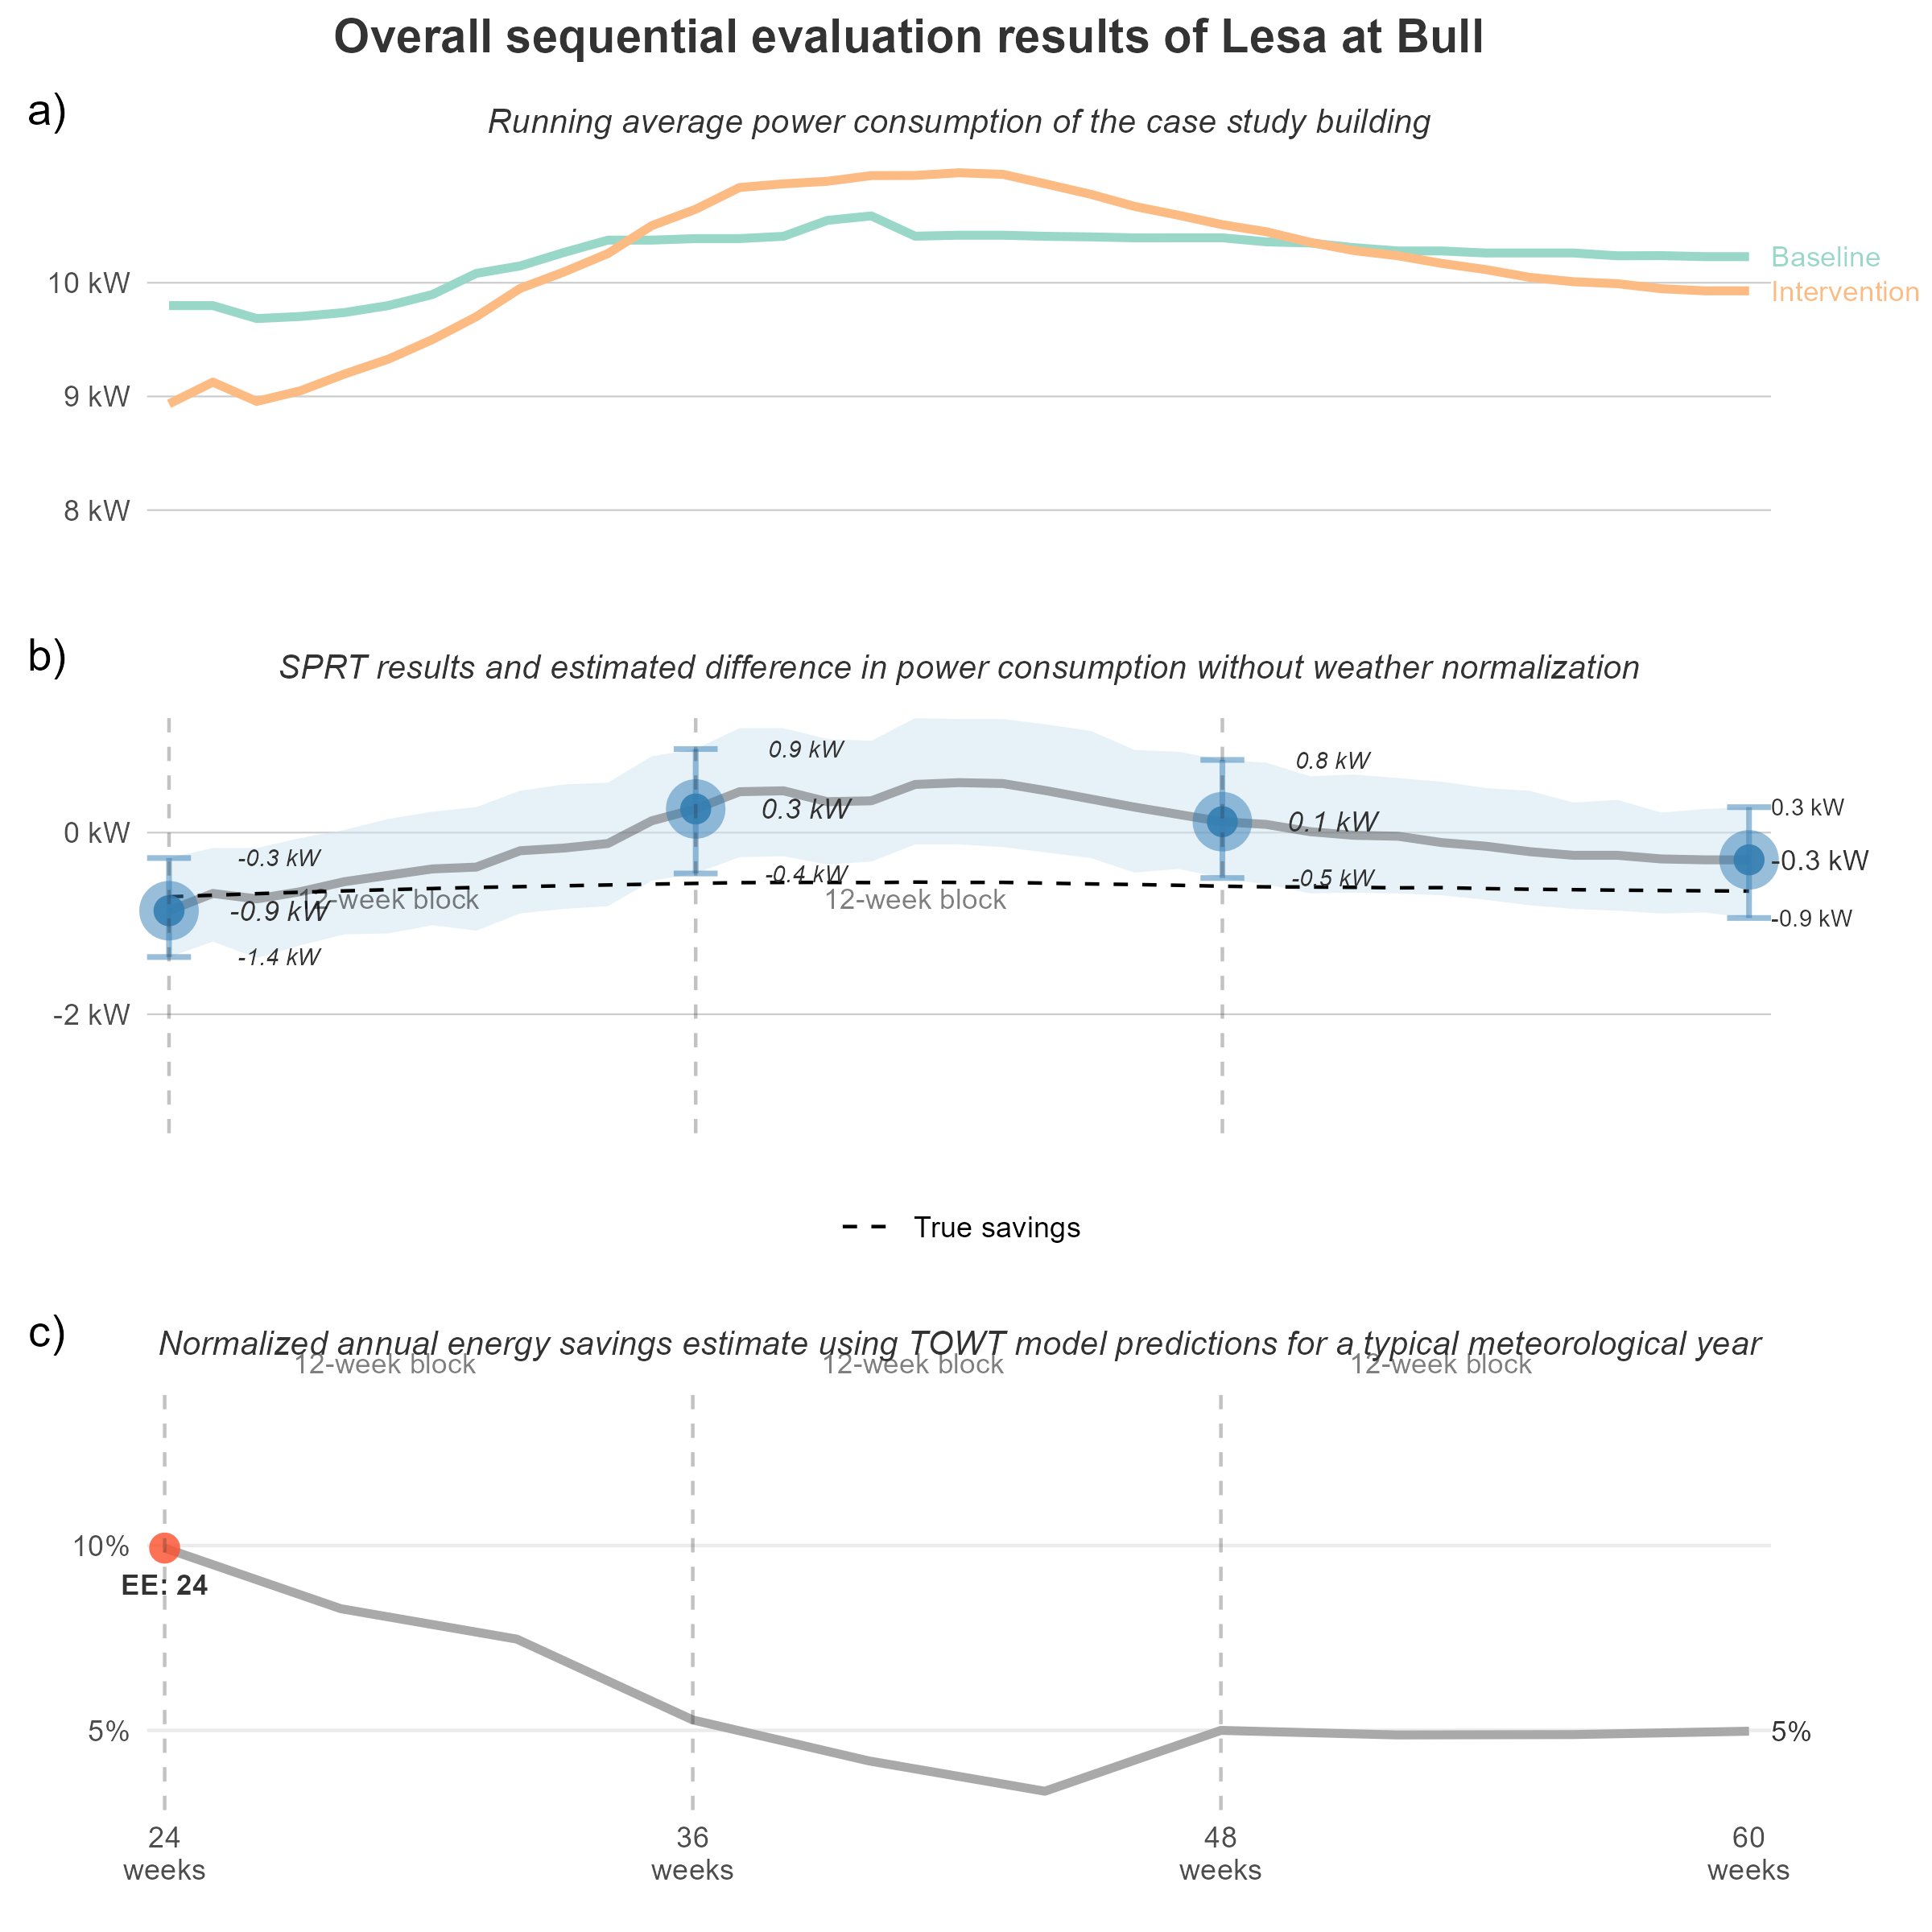 Overall sequential evaluation results of Lesa at Bull
a)
Running average power consumption of the case study building
10 kW
9 kW
8 kW
Baseline
Intervention
b)
SPRT results and estimated difference in power consumption without weather normalization
0 kW
-2 kW
-0.3 kW
-0.9 kW
-1.4 kW
12-week block
0.9 kW
0.3 kW
-0.4 kW
12-week block
0.8 kW
0.1 kW
-0.5 kW
0.3 kW
-0.3 kW
-0.9 kW
True savings
c)
Normalized annual energy savings estimate using TOWT model predictions for a typical meteorological year
12-week block
12-week block
12-week block
10%
5%
EE: 24
5%
24
weeks
36
weeks
48
weeks
60
weeks